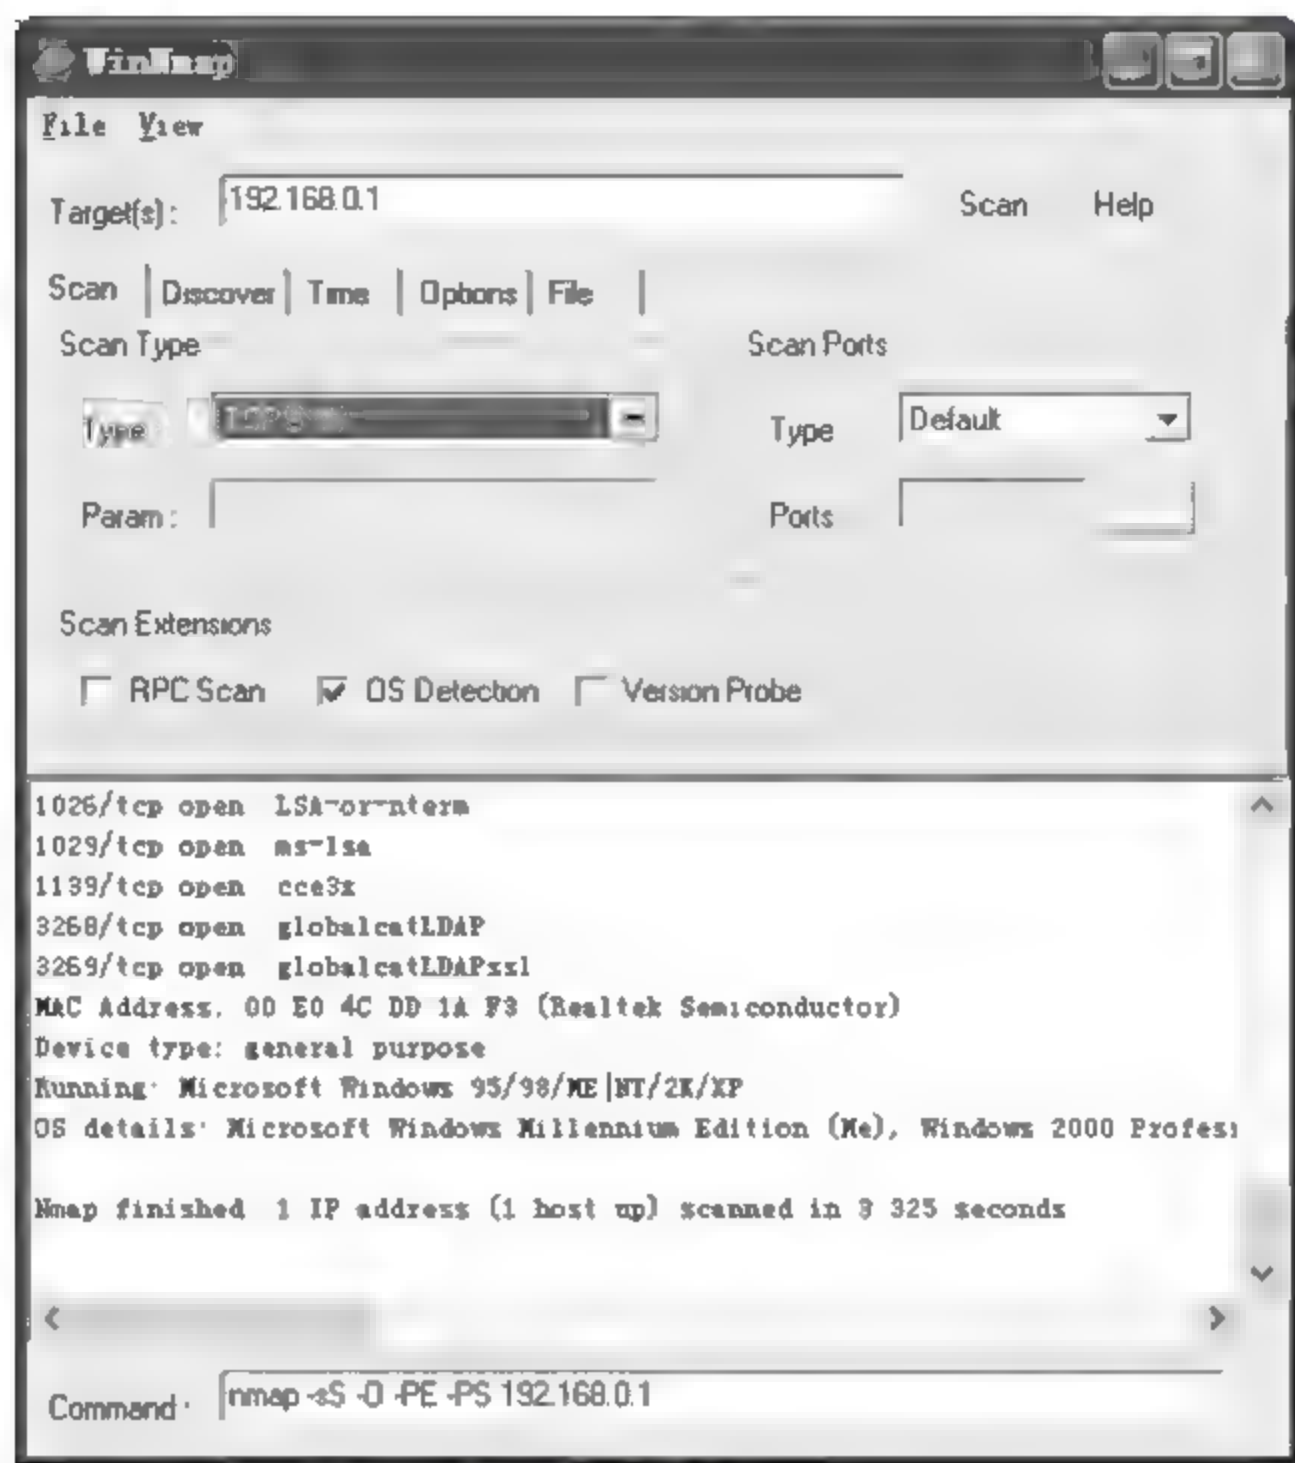 WinNmap
File View
Target(s): 192.168.0.1 Scan Help
Scan Discover Time Options File
Scan Type Scan Ports
Type Type Default
Param: Ports
Scan Extensions
RPC Scan OS Detection Version Probe
1026/tcp open LSA-or-nterm
1029/tcp open ms-lsa
1139/tcp open cce3x
3268/tcp open globalcatLDAP
3269/tcp open globalcatLDAPssl
MAC Address. 00 E0 4C DD 1A F3 (Realtek Semiconductor)
Device type: general purpose
Running: Microsoft Windows 95/98/ME|NT/2K/XP
OS details: Microsoft Windows Millennium Edition (Me), Windows 2000 Profes
Nmap finished 1 IP address (1 host up) scanned in 3 325 seconds
Command: nmap -sS -O -PE -PS 192.168.0.1